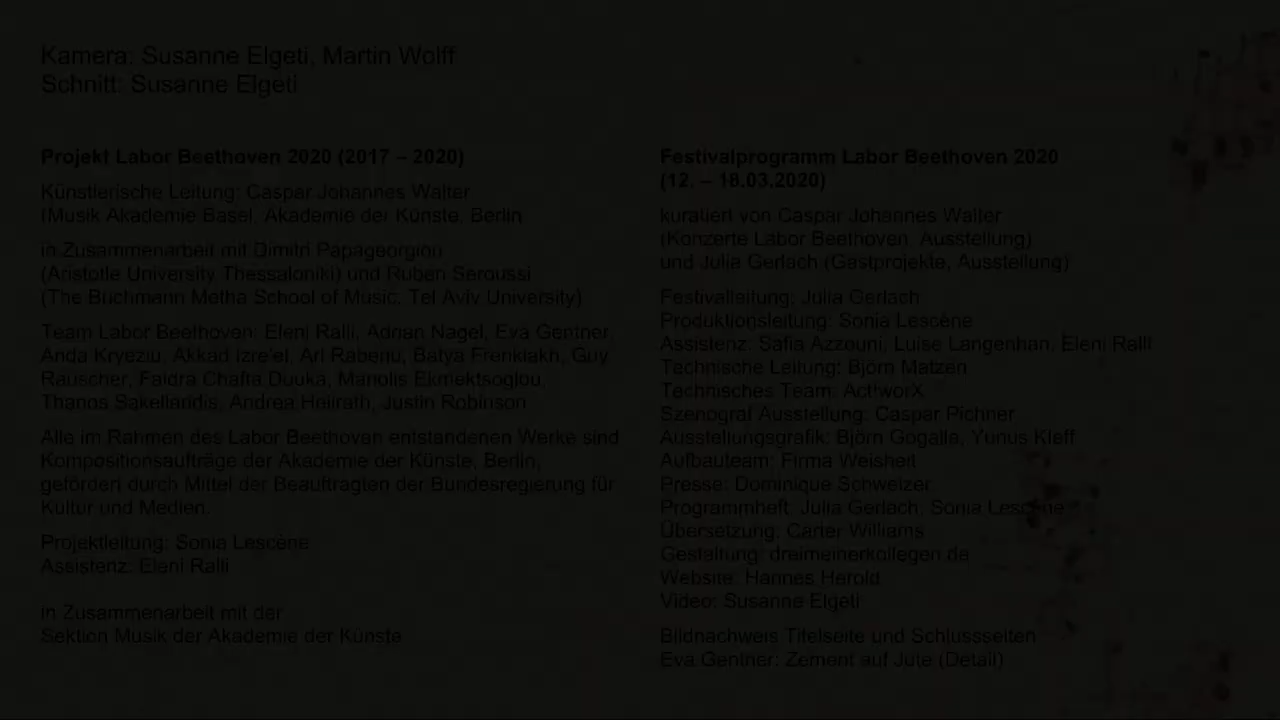 Kamera: Susanne Elgeti, Martin Wolff
Schnitt: Susanne Elgeti
Projekt Labor Beethoven 2020 (2017 – 2020)
Künstlerische Leitung: Caspar Johannes Walter
(Musik Akademie Basel, Akademie der Künste, Berlin
in Zusammenarbeit mit Dimitri Papageorgiou
(Aristotle University Thessaloniki) und Ruben Seroussi
(The Buchmann Metha School of Music, Tel Aviv University)
Team Labor Beethoven: Eleni Ralli, Adrian Nagel, Eva Gentner,
Anda Kryeziu, Akkad Izre'el, Ari Rabenu, Batya Frenklakh, Guy
Rauscher, Faidra Chafta Douka, Manolis Ekmektsoglou,
Thanos Sakellaridis, Andrea Heilrath, Justin Robinson
Alle im Rahmen des Labor Beethoven entstandenen Werke sind
Kompositionsaufträge der Akademie der Künste, Berlin,
gefördert durch Mittel der Beauftragten der Bundesregierung für
Kultur und Medien.
Projektleitung: Sonia Lescène
Assistenz: Eleni Ralli
in Zusammenarbeit mit der
Sektion Musik der Akademie der Künste
Festivalprogramm Labor Beethoven 2020
(12. – 18.03.2020)
kuratiert von Caspar Johannes Walter
(Konzerte Labor Beethoven, Ausstellung)
und Julia Gerlach (Gastprojekte, Ausstellung)
Festivalleitung: Julia Gerlach
Produktionsleitung: Sonia Lescène
Assistenz: Safia Azzouni, Luise Langenhan, Eleni Ralli
Technische Leitung: Björn Matzen
Technisches Team: ActworX
Szenograf Ausstellung: Caspar Pichner
Ausstellungsgrafik: Björn Gogalla, Yunus Kleff
Aufbauteam: Firma Weisheit
Presse: Dominique Schweizer
Programmheft: Julia Gerlach, Sonia Lescène
Übersetzung: Carter Williams
Gestaltung: dreimeinerkollegen.de
Website: Hannes Herold
Video: Susanne Elgeti
Bildnachweis Titelseite und Schlussseiten
Eva Gentner: Zement auf Jute (Detail)